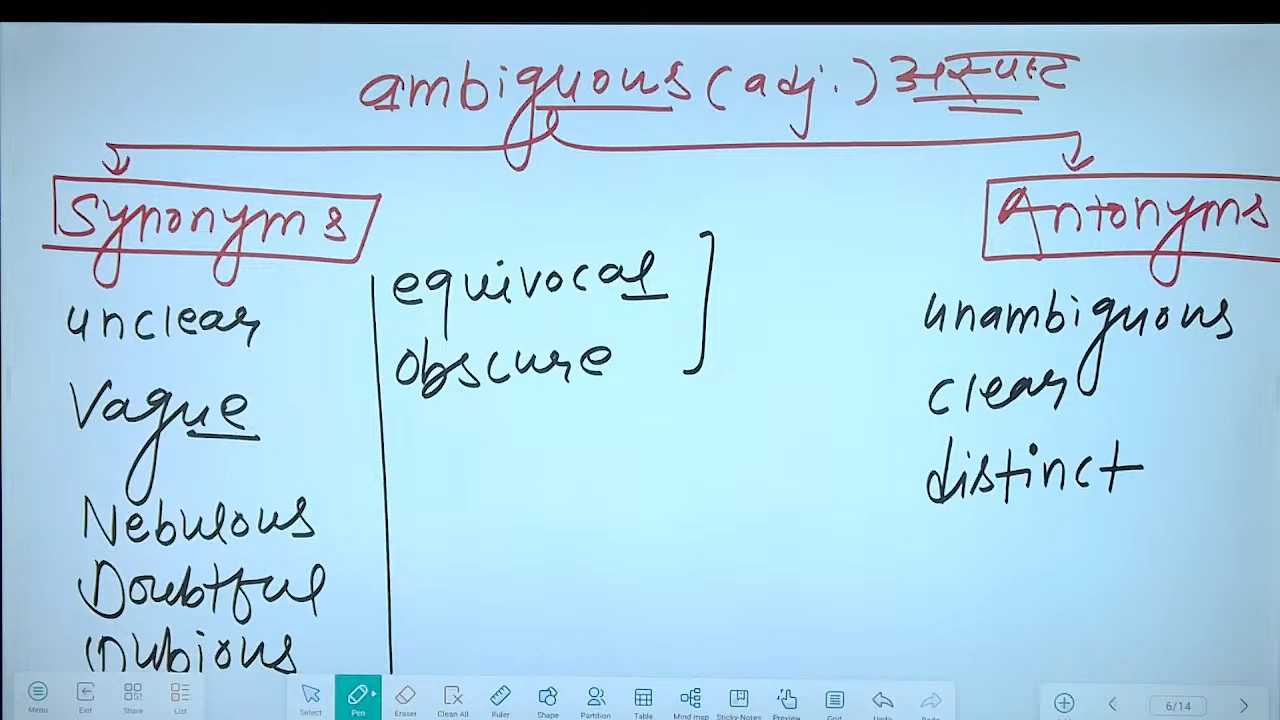 ambiguous (adj.) अस्पष्ट
Synonyms
Antonyms
unclear
Vague
Nebulous
Doubtful
inubious
equivocal
obscure
unambiguous
clear
distinct
Menu
Exit
Share
List
Select
Pen
Eraser
Clean All
Ruler
Shape
Partition
Table
Mind map
Sticky-Notes
Preview
Grid
Undo
Redo
6/14